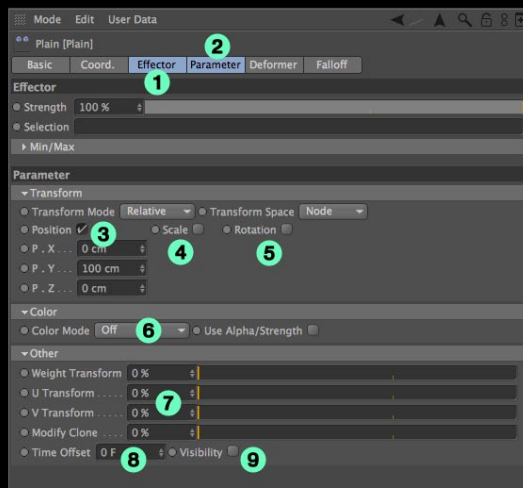 Mode Edit User Data
Plain [Plain]
2
Basic Coord. Effector Parameter Deformer Falloff
1
Effector
Strength 100 %
Selection
Min/Max
Parameter
Transform
Transform Mode Relative Transform Space Node
Position 3 Scale 4 Rotation 5
P . X . . . 0 cm
P . Y . . . 100 cm
P . Z . . . 0 cm
Color
Color Mode Off 6 Use Alpha/Strength
Other
Weight Transform 0 %
U Transform . . . . . 0 %
7
V Transform . . . . . 0 %
Modify Clone . . . . 0 %
Time Offset 0 F 8 Visibility 9